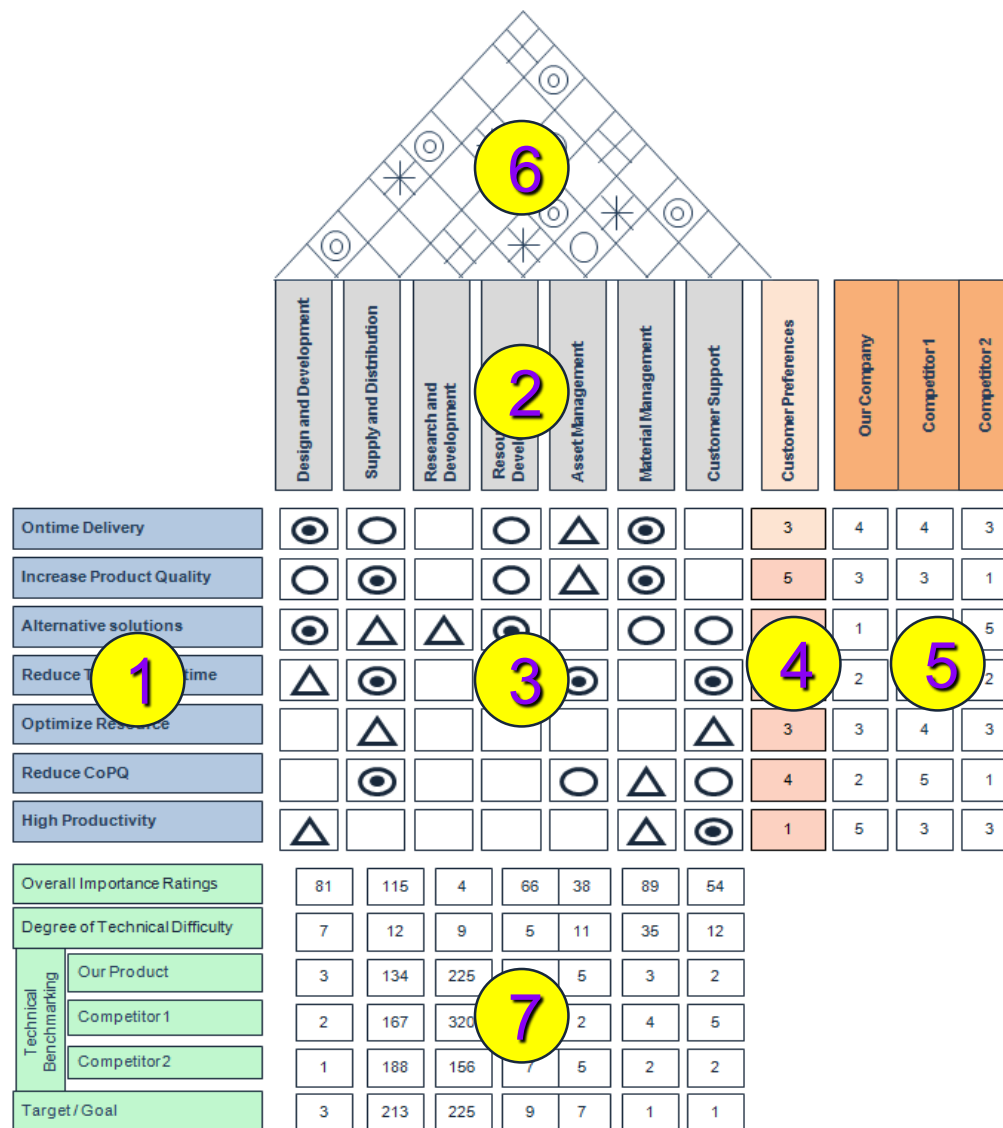 6
Design and Development
Supply and Distribution
Research and
Development
2
Asset Management
Material Management
Customer Support
Customer Preferences
Our Company
Competitor 1
Competitor 2
Ontime Delivery
3 4 4 3
Increase Product Quality
5 3 3 1
Alternative solutions
1 5
Reduce time
2 2
1
3
4
5
Optimize
3 3 4 3
Reduce CoPQ
4 2 5 1
High Productivity
1 5 3 3
Overall Importance Ratings
81 115 4 66 38 89 54
Degree of Technical Difficulty
7 12 9 5 11 35 12
Technical
Benchmarking
Our Product
3 134 225 5 3 2
Competitor1
2 167 320 2 4 5
7
Competitor2
1 188 156 5 2 2
Target / Goal
3 213 225 9 7 1 1